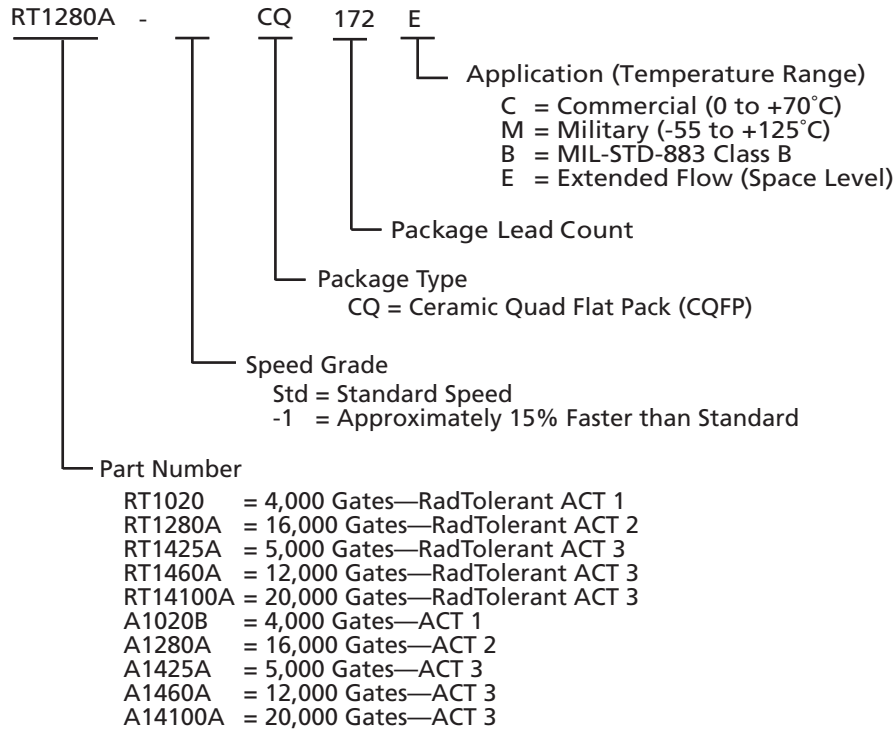 RT1280A - CQ 172 E
Application (Temperature Range)
C = Commercial (0 to +70˚C)
M = Military (-55 to +125˚C)
B = MIL-STD-883 Class B
E = Extended Flow (Space Level)
Package Lead Count
Package Type
CQ = Ceramic Quad Flat Pack (CQFP)
Speed Grade
Std = Standard Speed
-1 = Approximately 15% Faster than Standard
Part Number
RT1020 = 4,000 Gates—RadTolerant ACT 1
RT1280A = 16,000 Gates—RadTolerant ACT 2
RT1425A = 5,000 Gates—RadTolerant ACT 3
RT1460A = 12,000 Gates—RadTolerant ACT 3
RT14100A = 20,000 Gates—RadTolerant ACT 3
A1020B = 4,000 Gates—ACT 1
A1280A = 16,000 Gates—ACT 2
A1425A = 5,000 Gates—ACT 3
A1460A = 12,000 Gates—ACT 3
A14100A = 20,000 Gates—ACT 3